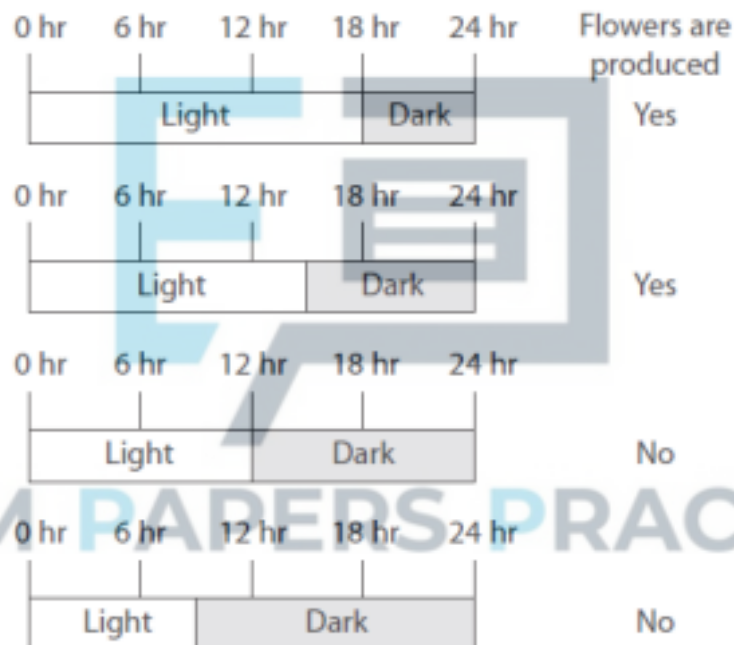 0 hr 6 hr 12 hr 18 hr 24 hr Flowers are
produced
Light Dark Yes
0 hr 6 hr 12 hr 18 hr 24 hr
Light Dark Yes
0 hr 6 hr 12 hr 18 hr 24 hr
Light Dark No
M PAPERS PRAC
0 hr 6 hr 12 hr 18 hr 24 hr
Light Dark No